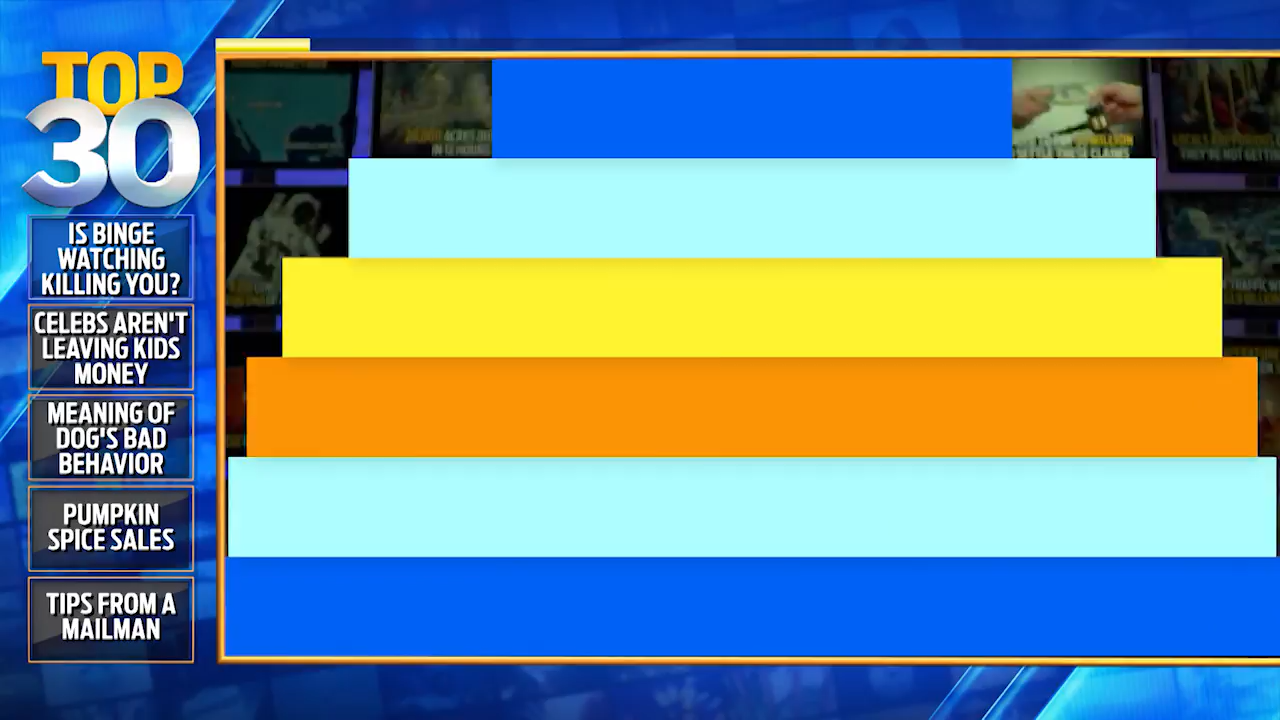 TOP
30
IS BINGE
WATCHING
KILLING YOU?
CELEBS AREN'T
LEAVING KIDS
MONEY
MEANING OF
DOG'S BAD
BEHAVIOR
PUMPKIN
SPICE SALES
TIPS FROM A
MAILMAN